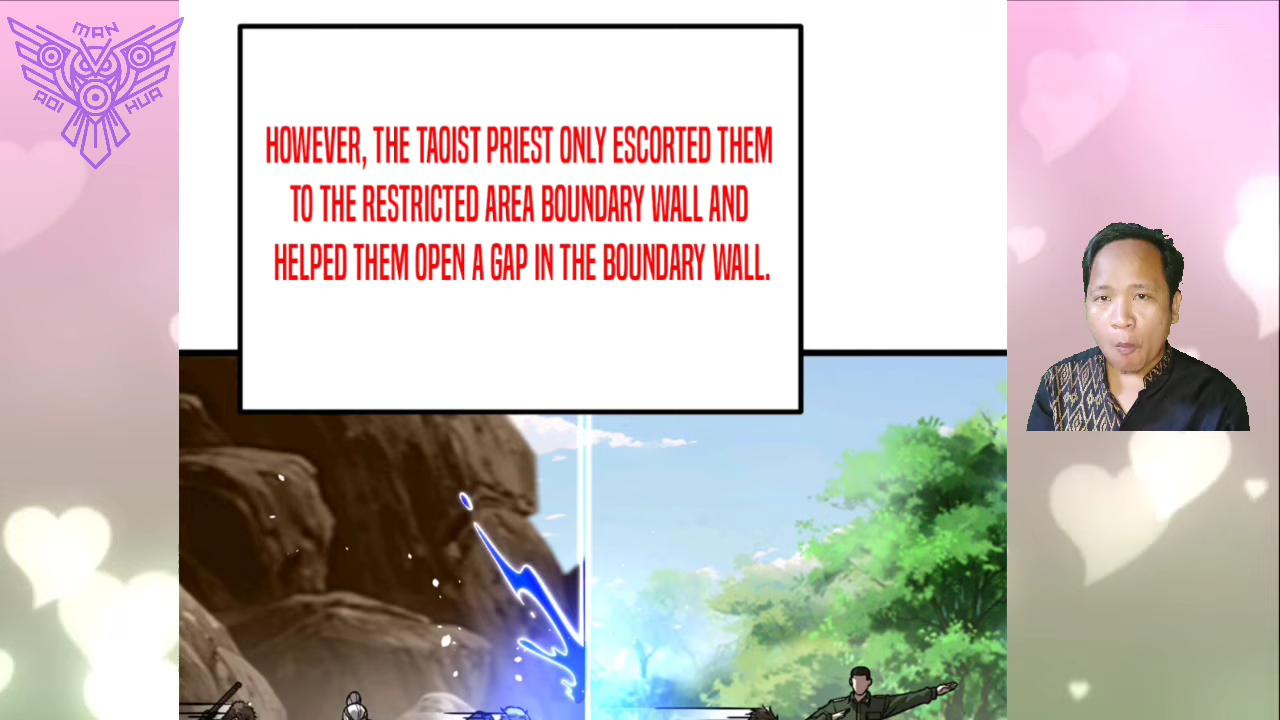 MAN
AOI HUA
HOWEVER, THE TAOIST PRIEST ONLY ESCORTED THEM
TO THE RESTRICTED AREA BOUNDARY WALL AND
HELPED THEM OPEN A GAP IN THE BOUNDARY WALL.